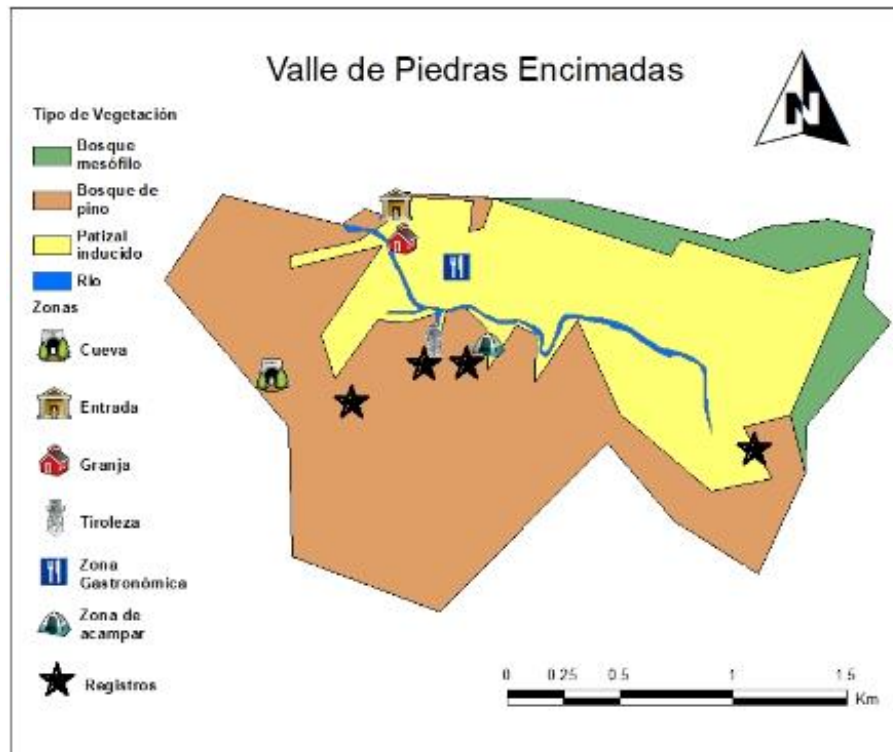 Valle de Piedras Encimadas
N
Tipo de Vegetación
Bosque
mesófilo
Bosque de
pino
Patizal
inducido
Río
Zonas
Cueva
Entrada
Granja
Tiroleza
Zona
Gastronómica
Zona de
acampar
Registros
0 0.25 0.5 1 1.5
Km